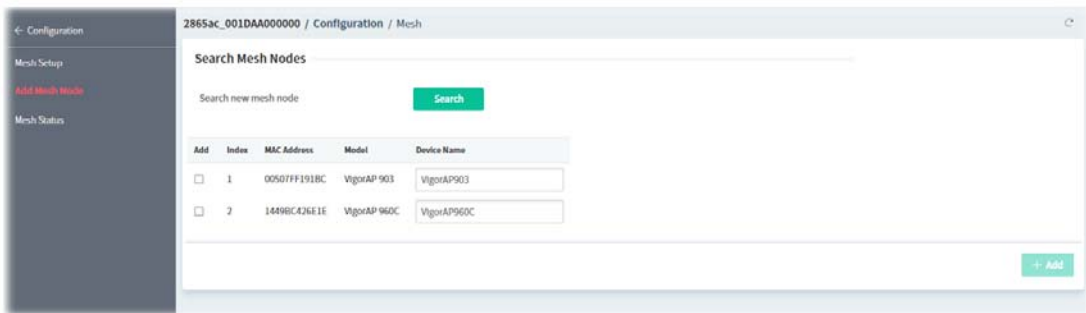 ← Configuration
2865ac_001DAA000000 / Configuration / Mesh
Mesh Setup
Add Mesh Node
Mesh Status
Search Mesh Nodes
Search new mesh node Search
Add Index MAC Address Model Device Name
1 00507FF191BC VigorAP 903 VigorAP903
2 1449BC426E1E VigorAP 960C VigorAP960C
+ Add